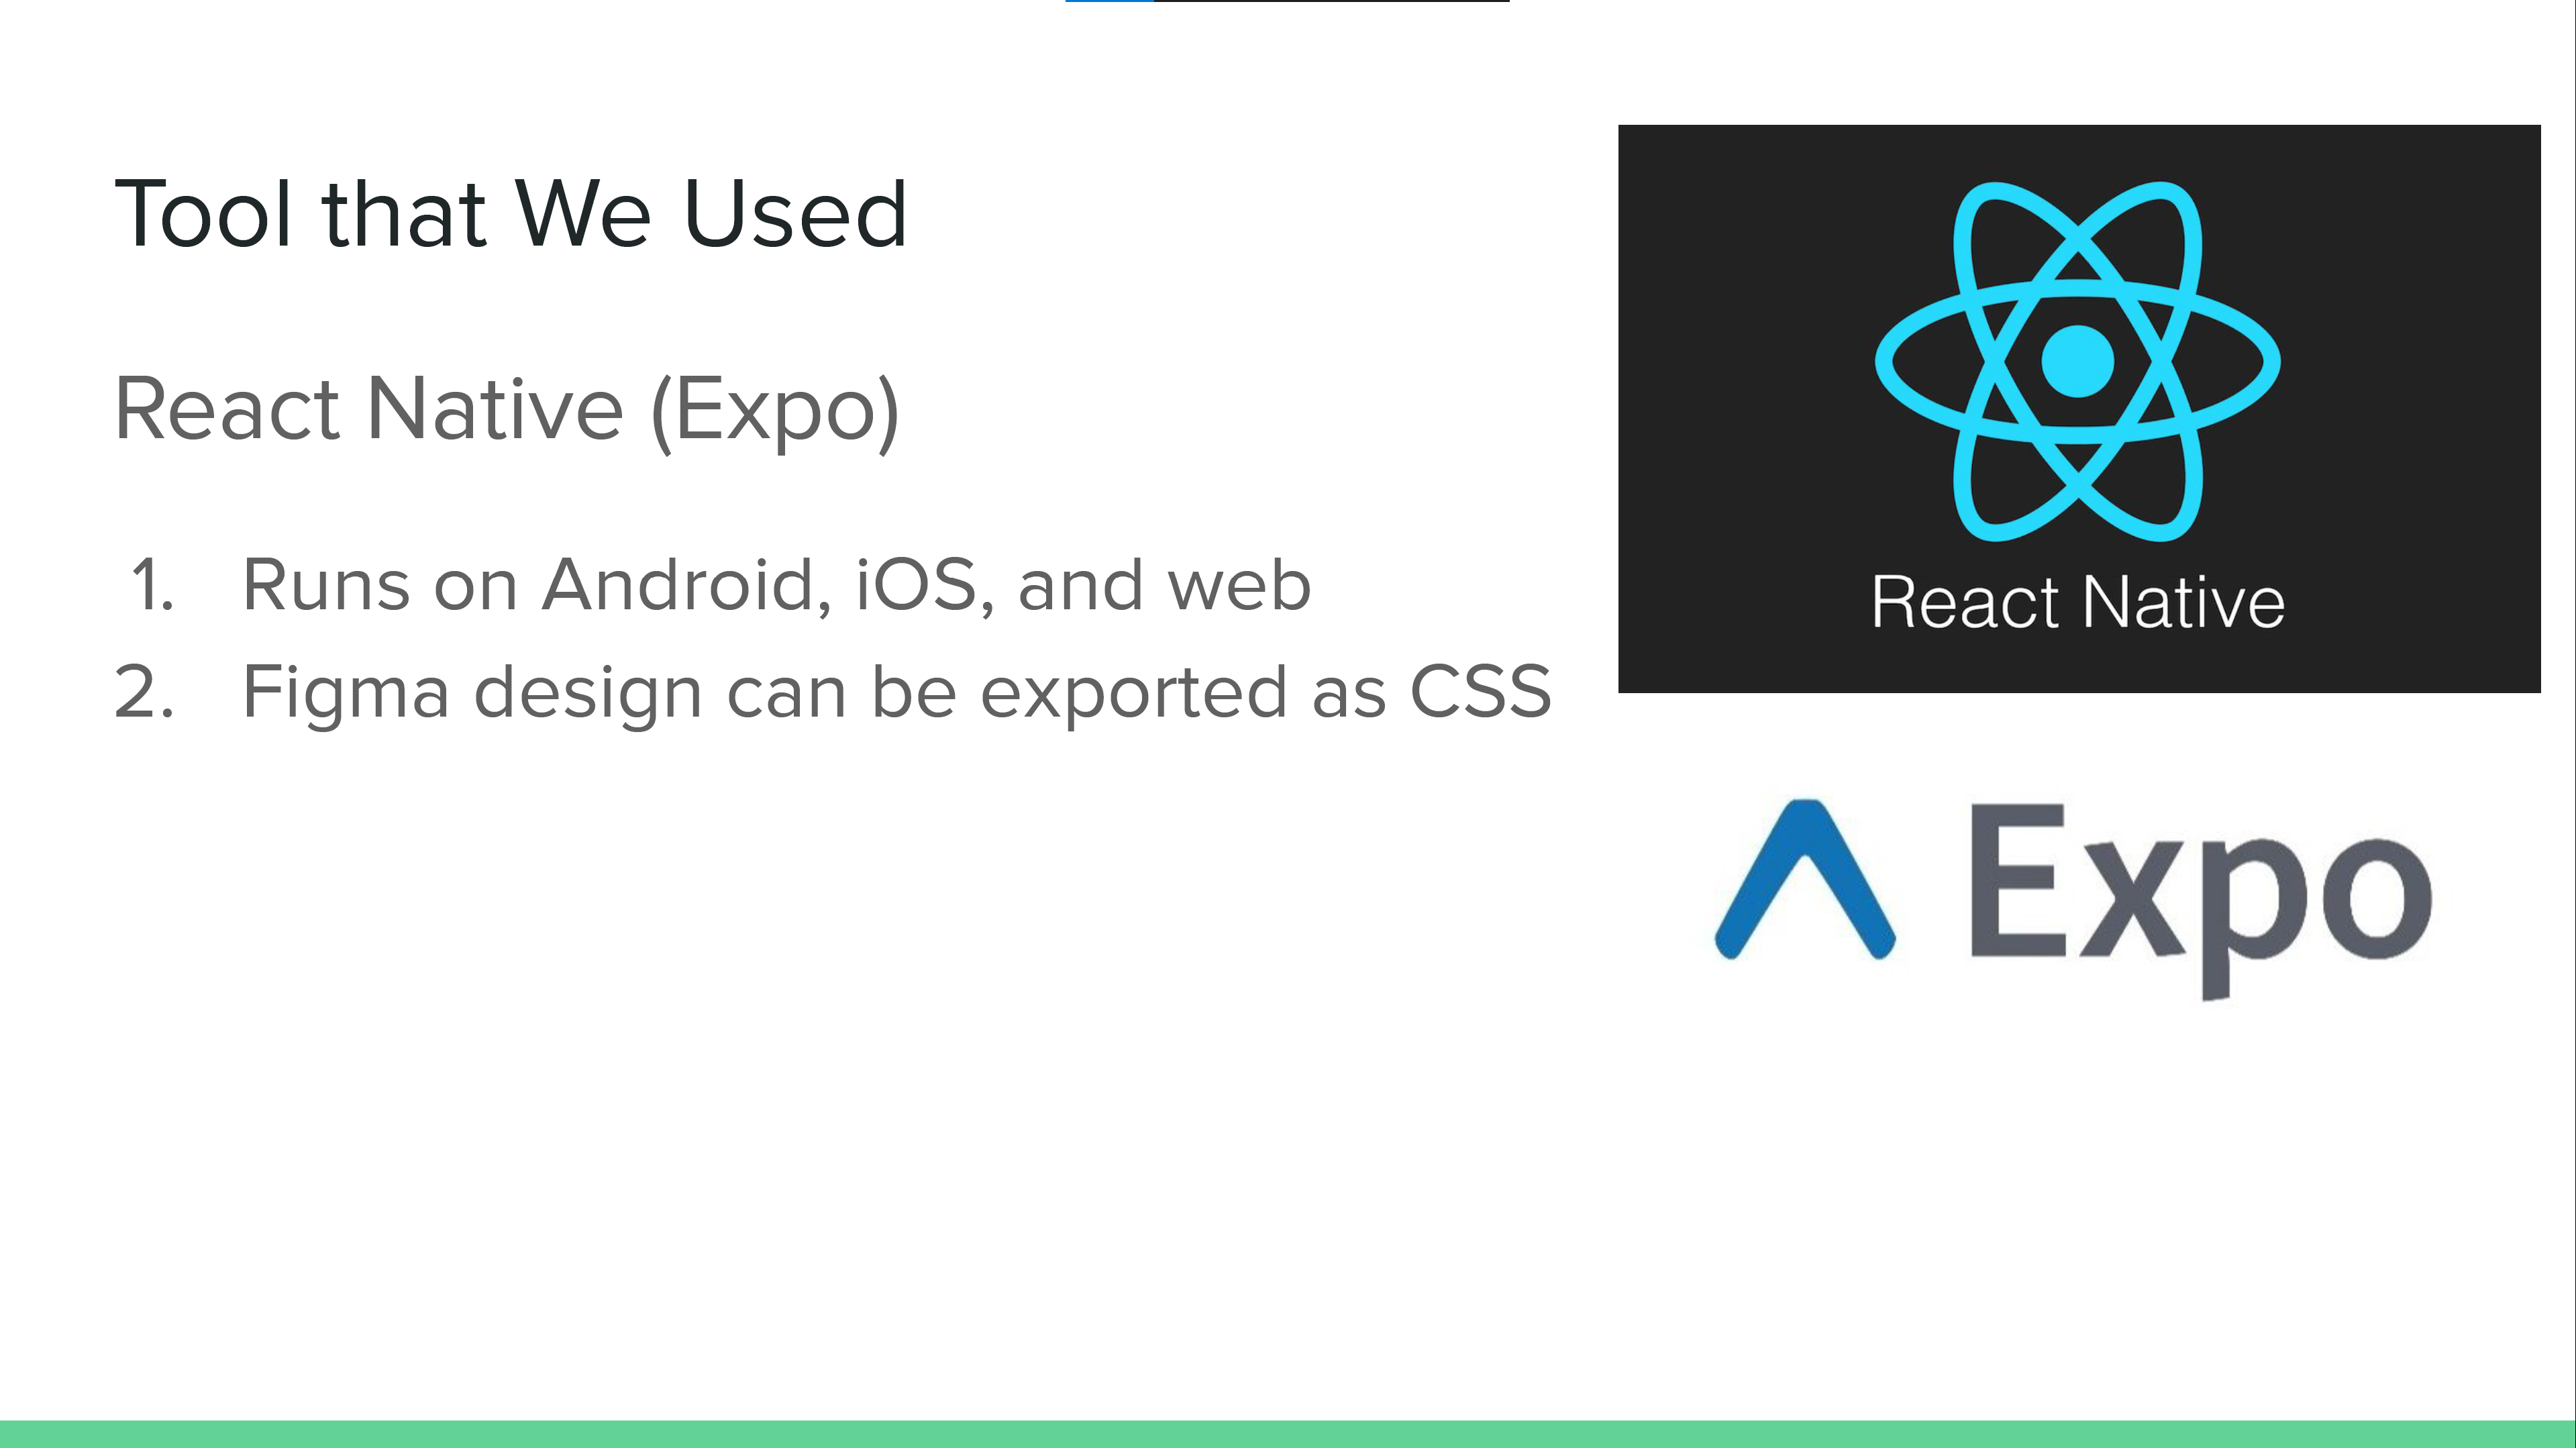 Tool that We Used
React Native (Expo)
1. Runs on Android, iOS, and web
2. Figma design can be exported as CSS
React Native
Expo